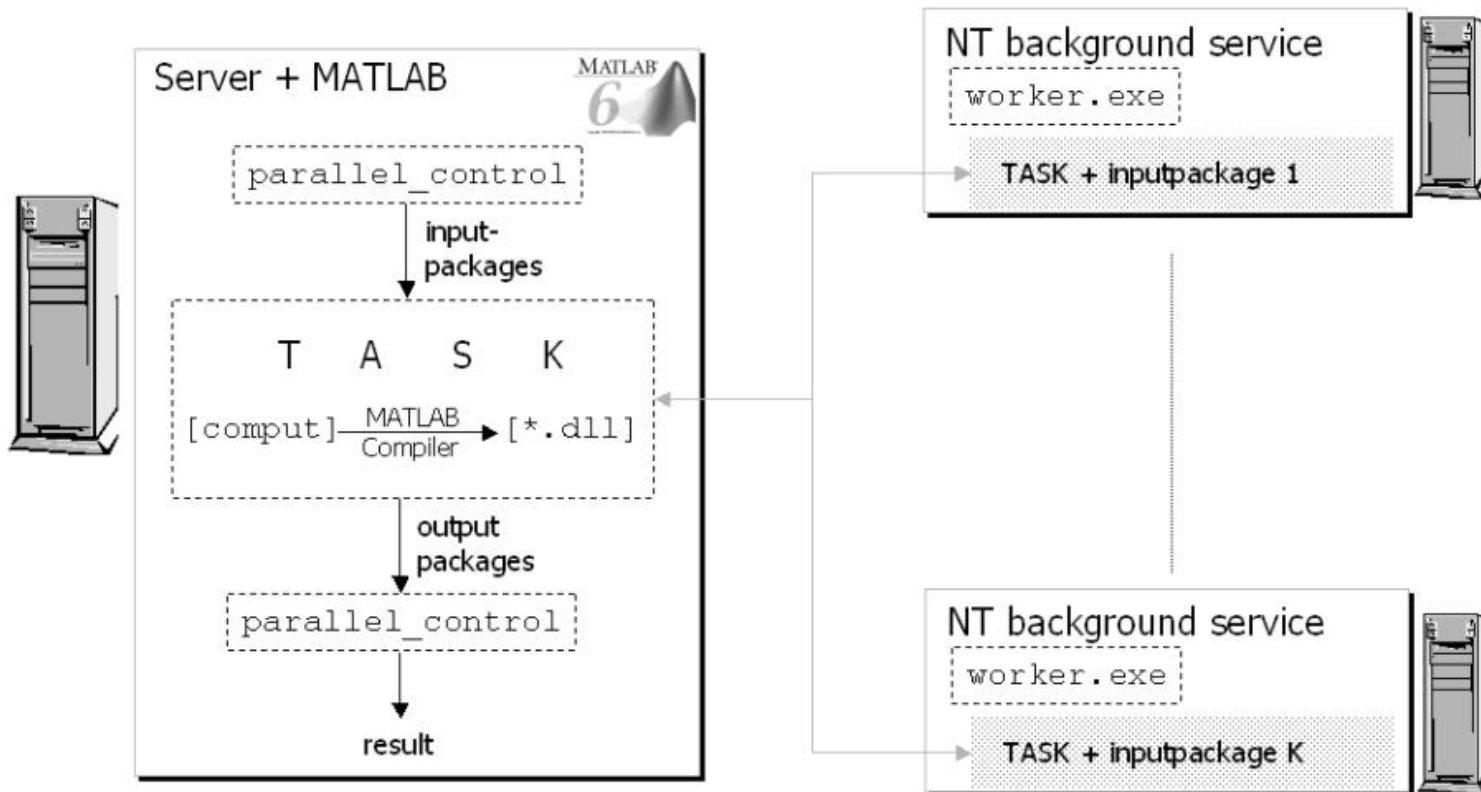 Server + MATLAB
MATLAB
6
parallel_control
input-
packages
T A S K
[comput] MATLAB Compiler [*.dll]
output
packages
parallel_control
result
NT background service
worker.exe
TASK + inputpackage 1
NT background service
worker.exe
TASK + inputpackage K